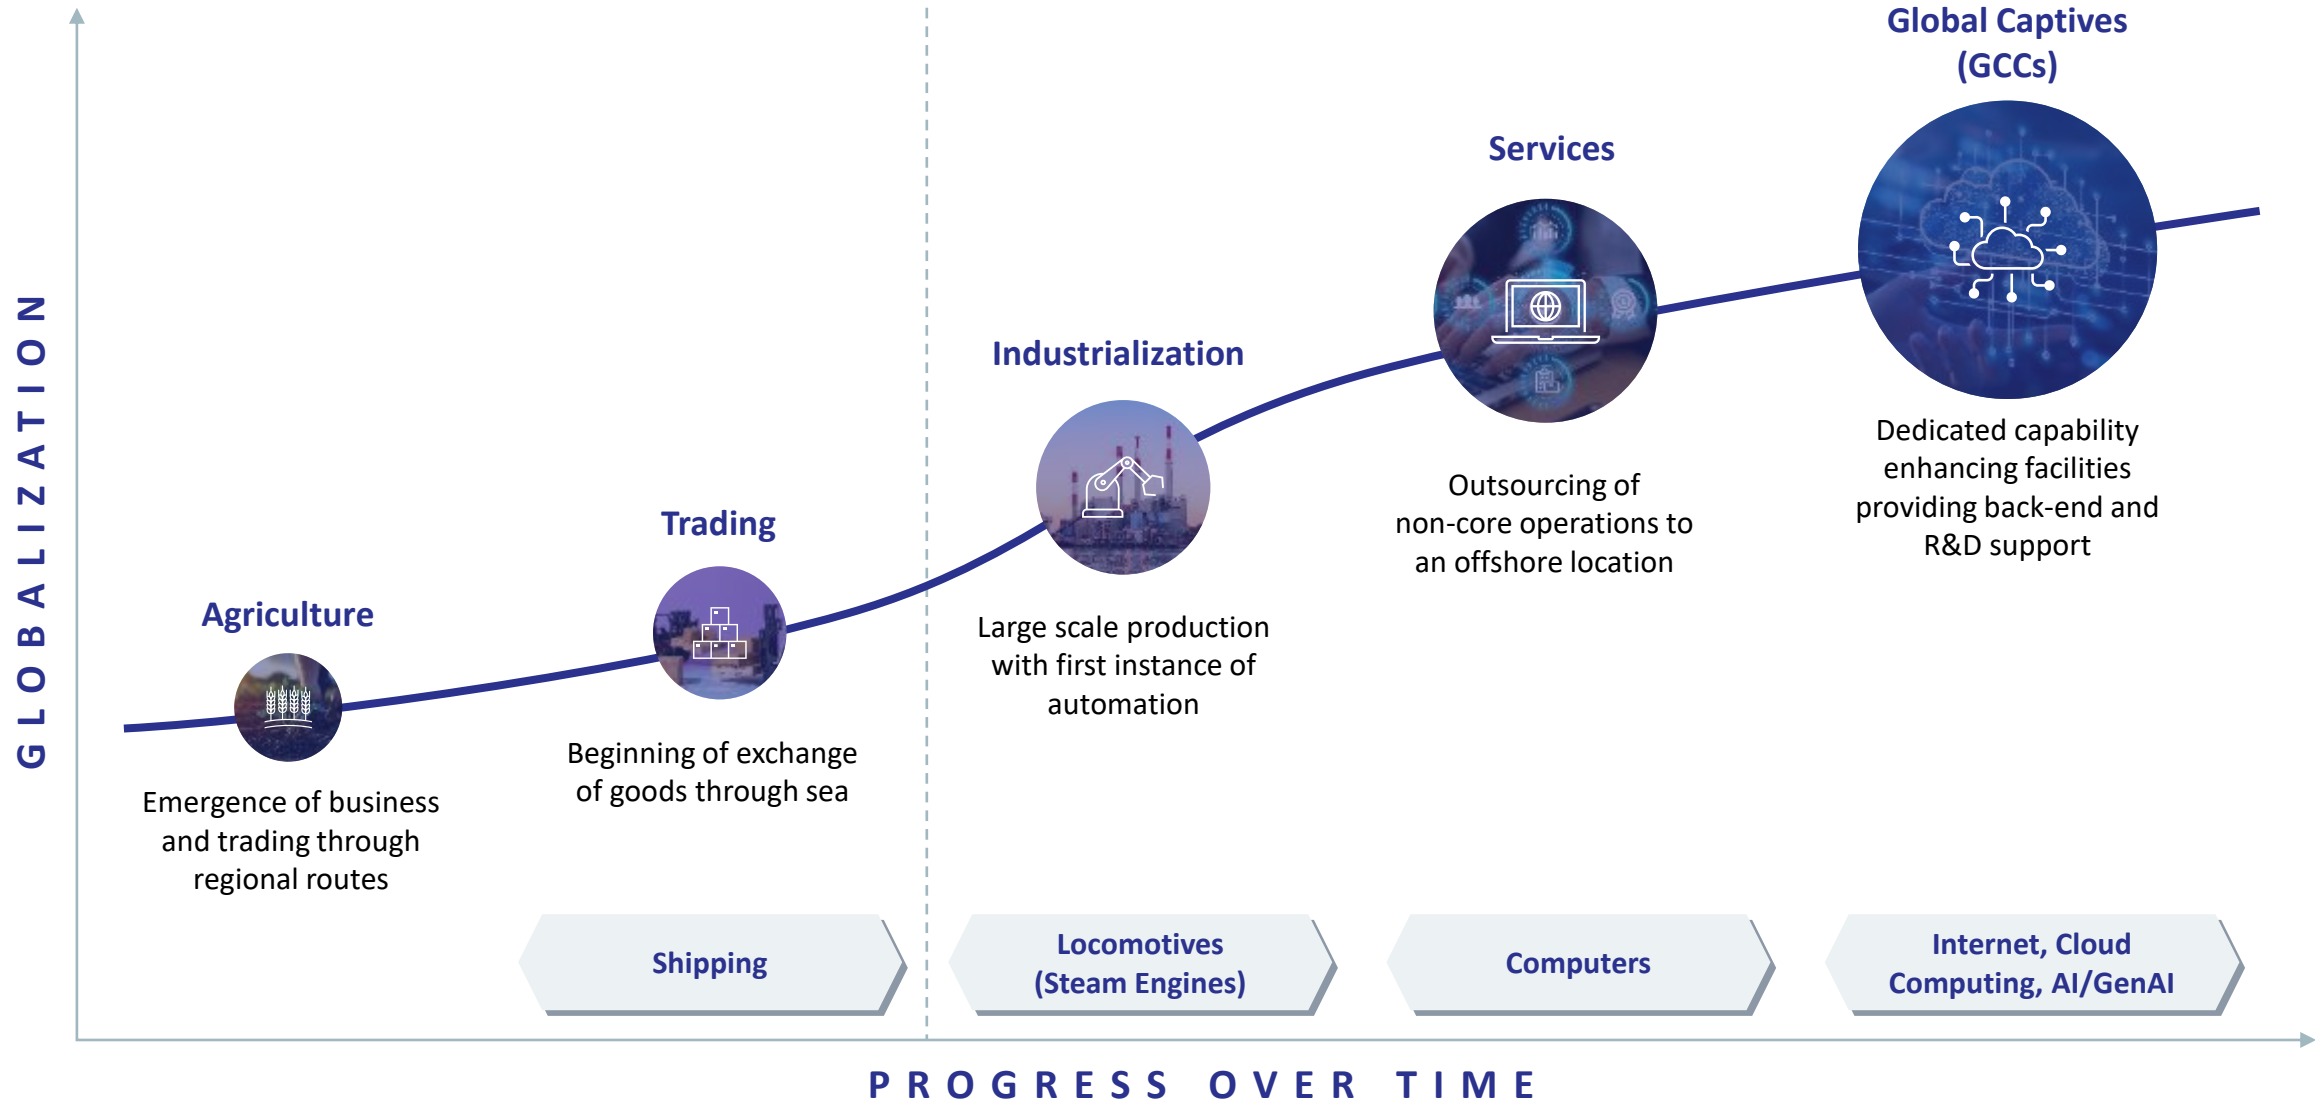 GLOBALIZATION
Agriculture
Emergence of business
and trading through
regional routes
Trading
Beginning of exchange
of goods through sea
Industrialization
Large scale production
with first instance of
automation
Services
Outsourcing of
non-core operations to
an offshore location
Global Captives
(GCCs)
Dedicated capability
enhancing facilities
providing back-end and
R&D support
Shipping
Locomotives
(Steam Engines)
Computers
Internet, Cloud
Computing, AI/GenAI
PROGRESS OVER TIME